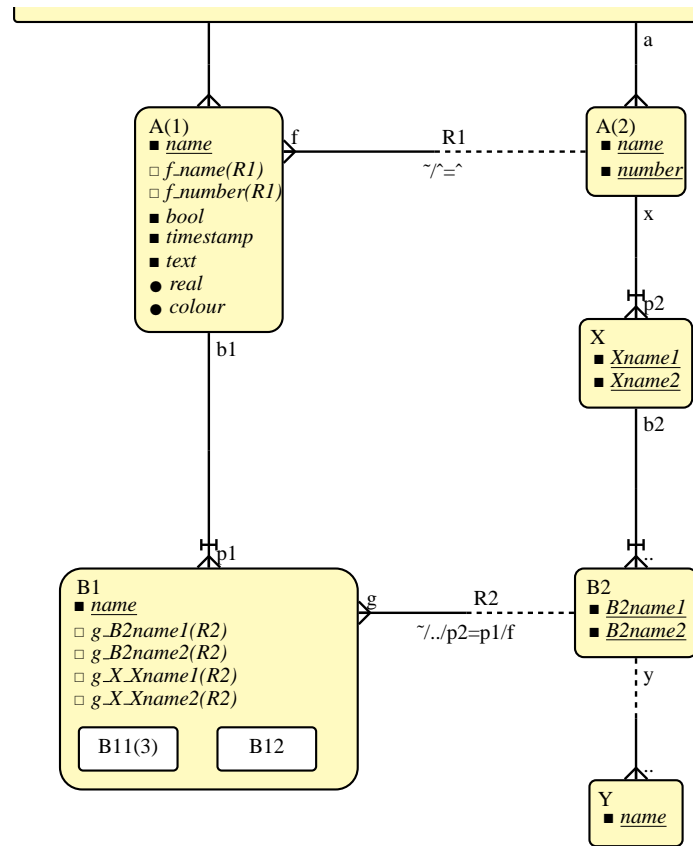 a
A(1)
■ name
□ f_name(R1)
□ f_number(R1)
■ bool
■ timestamp
■ text
● real
● colour
f
R1
~/^=^
A(2)
■ name
■ number
x
p2
X
■ Xname1
■ Xname2
b1
b2
p1
..
B1
■ name
□ g_B2name1(R2)
□ g_B2name2(R2)
□ g_X_Xname1(R2)
□ g_X_Xname2(R2)
B11(3)
B12
g
R2
~/../p2=p1/f
B2
■ B2name1
■ B2name2
y
..
Y
■ name